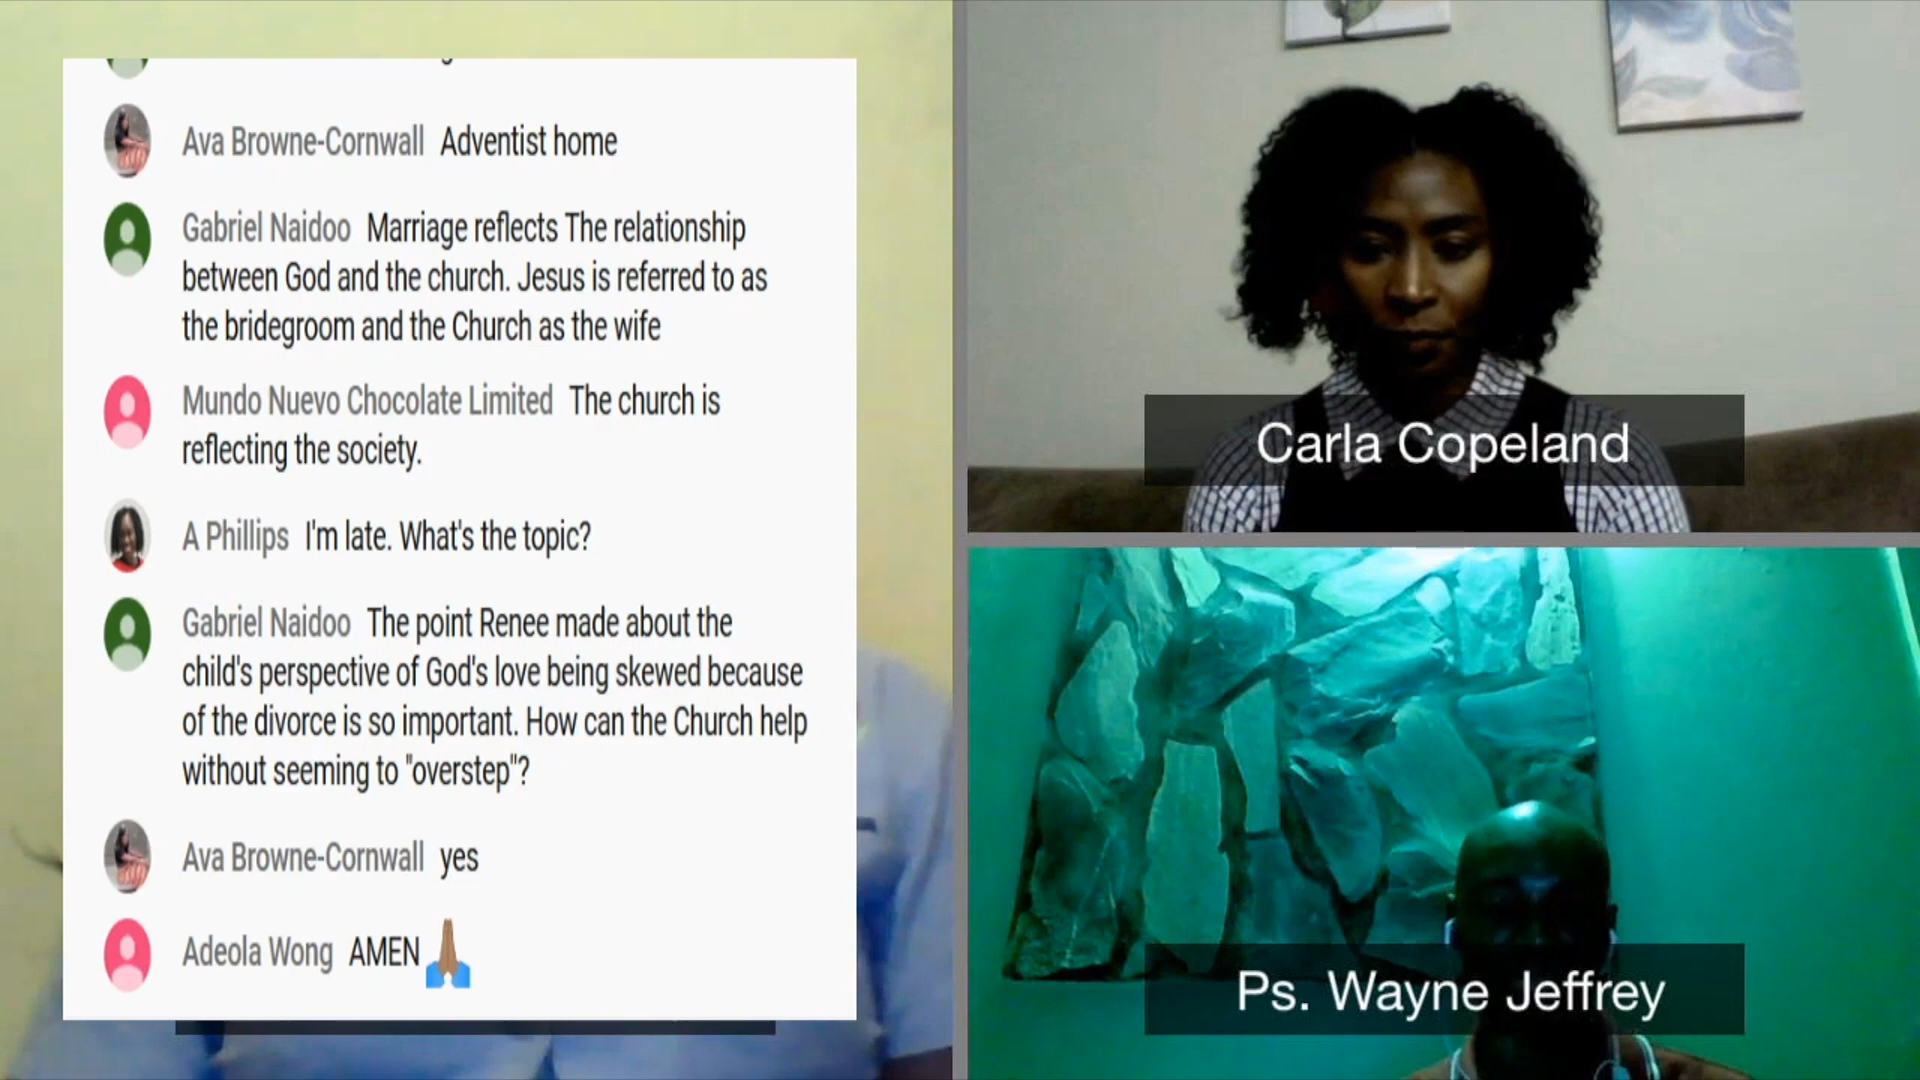 Ava Browne-Cornwall Adventist home
Gabriel Naidoo Marriage reflects The relationship
between God and the church. Jesus is referred to as
the bridegroom and the Church as the wife
Mundo Nuevo Chocolate Limited The church is
reflecting the society.
A Phillips I'm late. What's the topic?
Gabriel Naidoo The point Renee made about the
child's perspective of God's love being skewed because
of the divorce is so important. How can the Church help
without seeming to "overstep"?
Ava Browne-Cornwall yes
Adeola Wong AMEN🙏🏽
Carla Copeland
Ps. Wayne Jeffrey